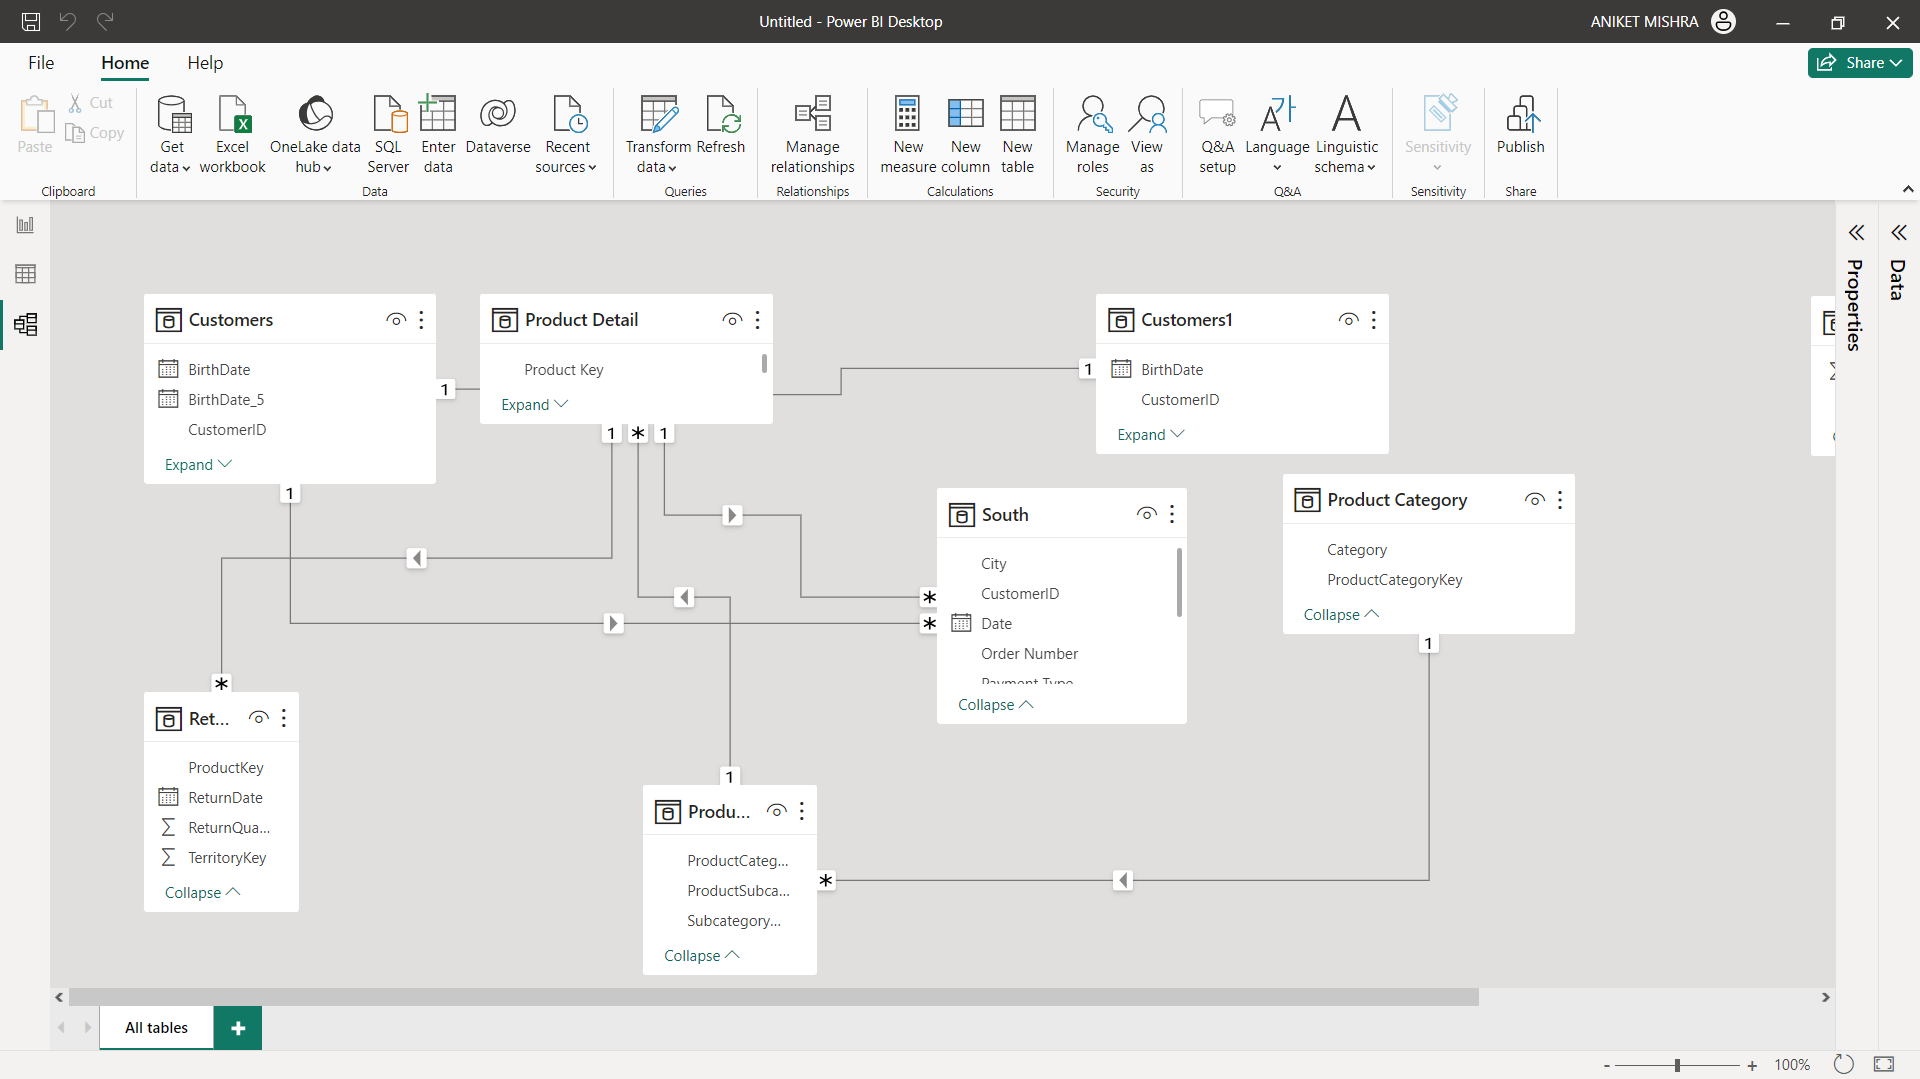 Untitled - Power BI Desktop
ANIKET MISHRA
File
Home
Help
Share
Paste
Cut
Copy
Get data
Excel workbook
OneLake data hub
SQL Server
Enter data
Dataverse
Recent sources
Transform data
Refresh
Manage relationships
New measure
New column
New table
Manage roles
View as
Q&A setup
Language
Linguistic schema
Sensitivity
Publish
Clipboard
Data
Queries
Relationships
Calculations
Security
Q&A
Sensitivity
Share
Properties
Data
Customers
BirthDate
BirthDate_5
CustomerID
Expand
1
1
Product Detail
Product Key
Expand
1
*
1
Customers1
1
BirthDate
CustomerID
Expand
South
City
CustomerID
Date
Order Number
Payment Type
Collapse
*
*
Product Category
Category
ProductCategoryKey
Collapse
1
*
Ret...
ProductKey
ReturnDate
ReturnQua...
TerritoryKey
Collapse
1
Produ...
ProductCateg...
ProductSubca...
Subcategory...
Collapse
*
All tables
+
- + 100%